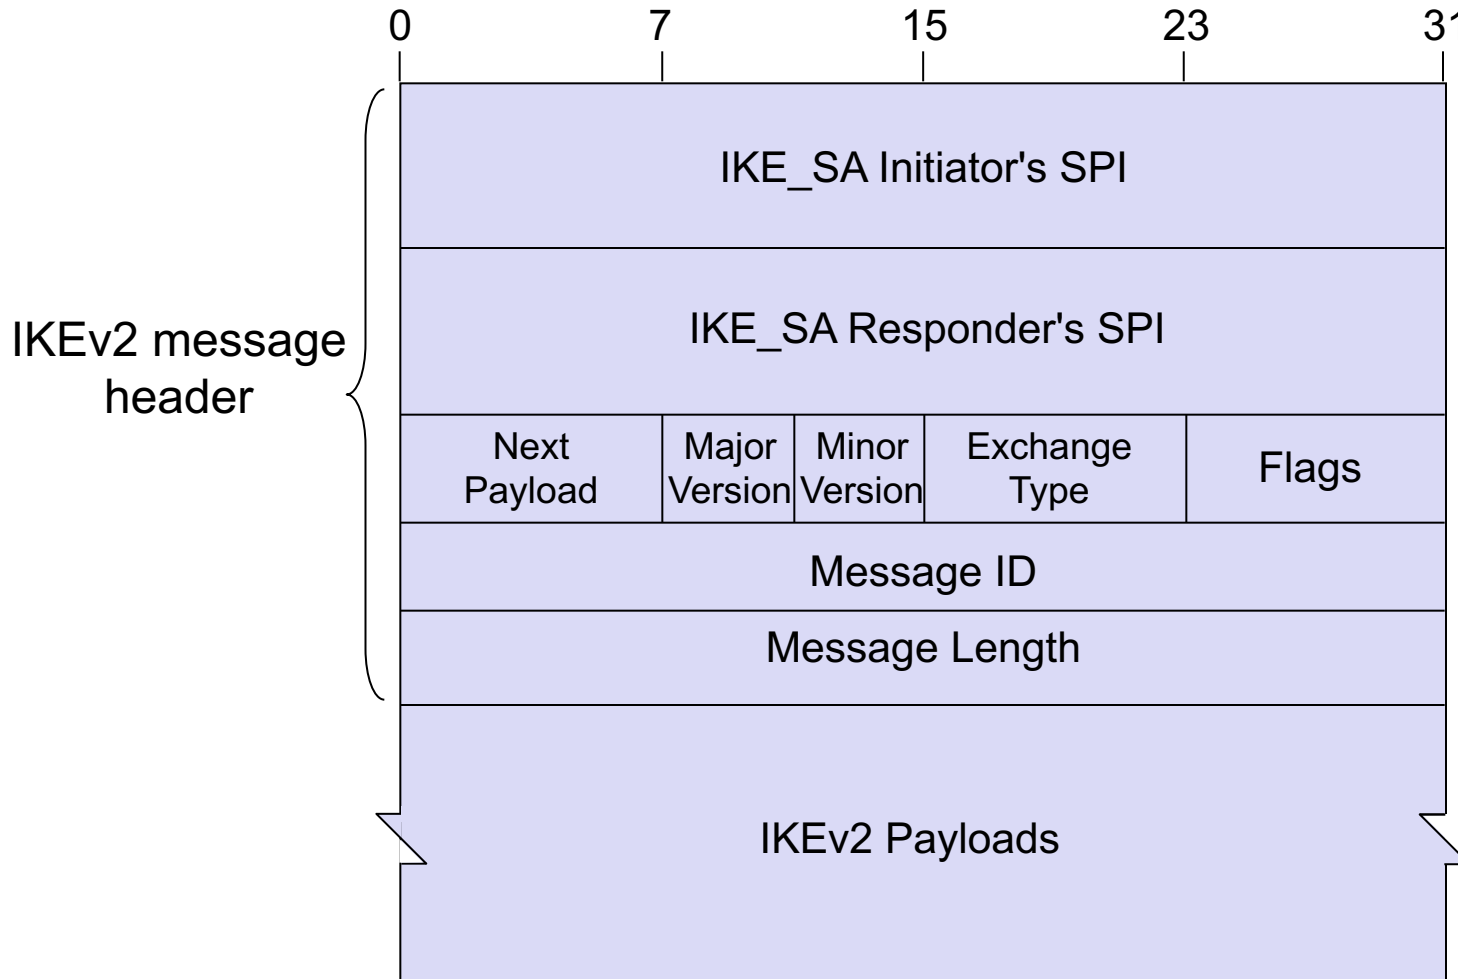 0 7 15 23 31
IKE_SA Initiator's SPI
IKE_SA Responder's SPI
IKEv2 message
header
Next
Payload
Major
Version
Minor
Version
Exchange
Type
Flags
Message ID
Message Length
IKEv2 Payloads